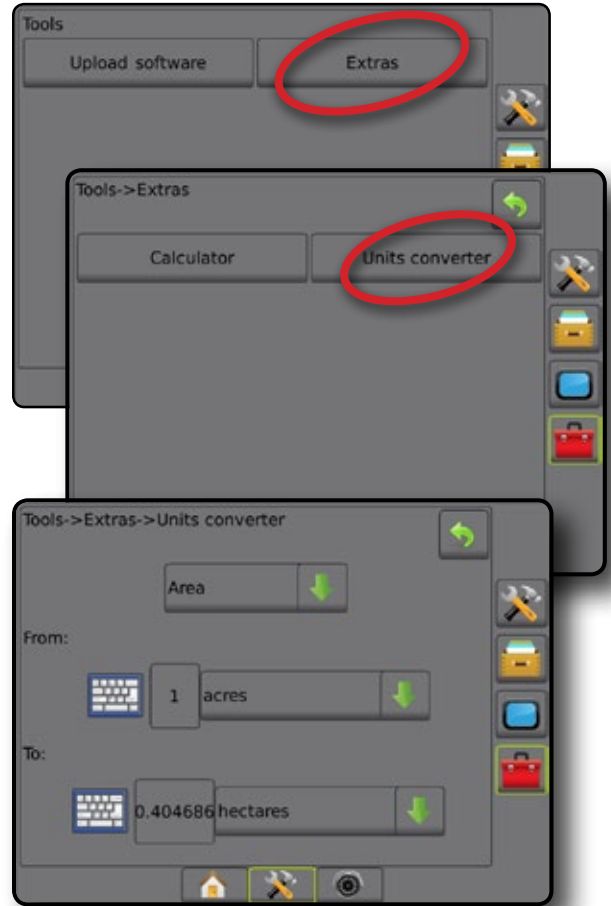 Tools
Upload software Extras
Tools->Extras
Calculator Units converter
Tools->Extras->Units converter
Area
From:
1 acres
To:
0.404686 hectares